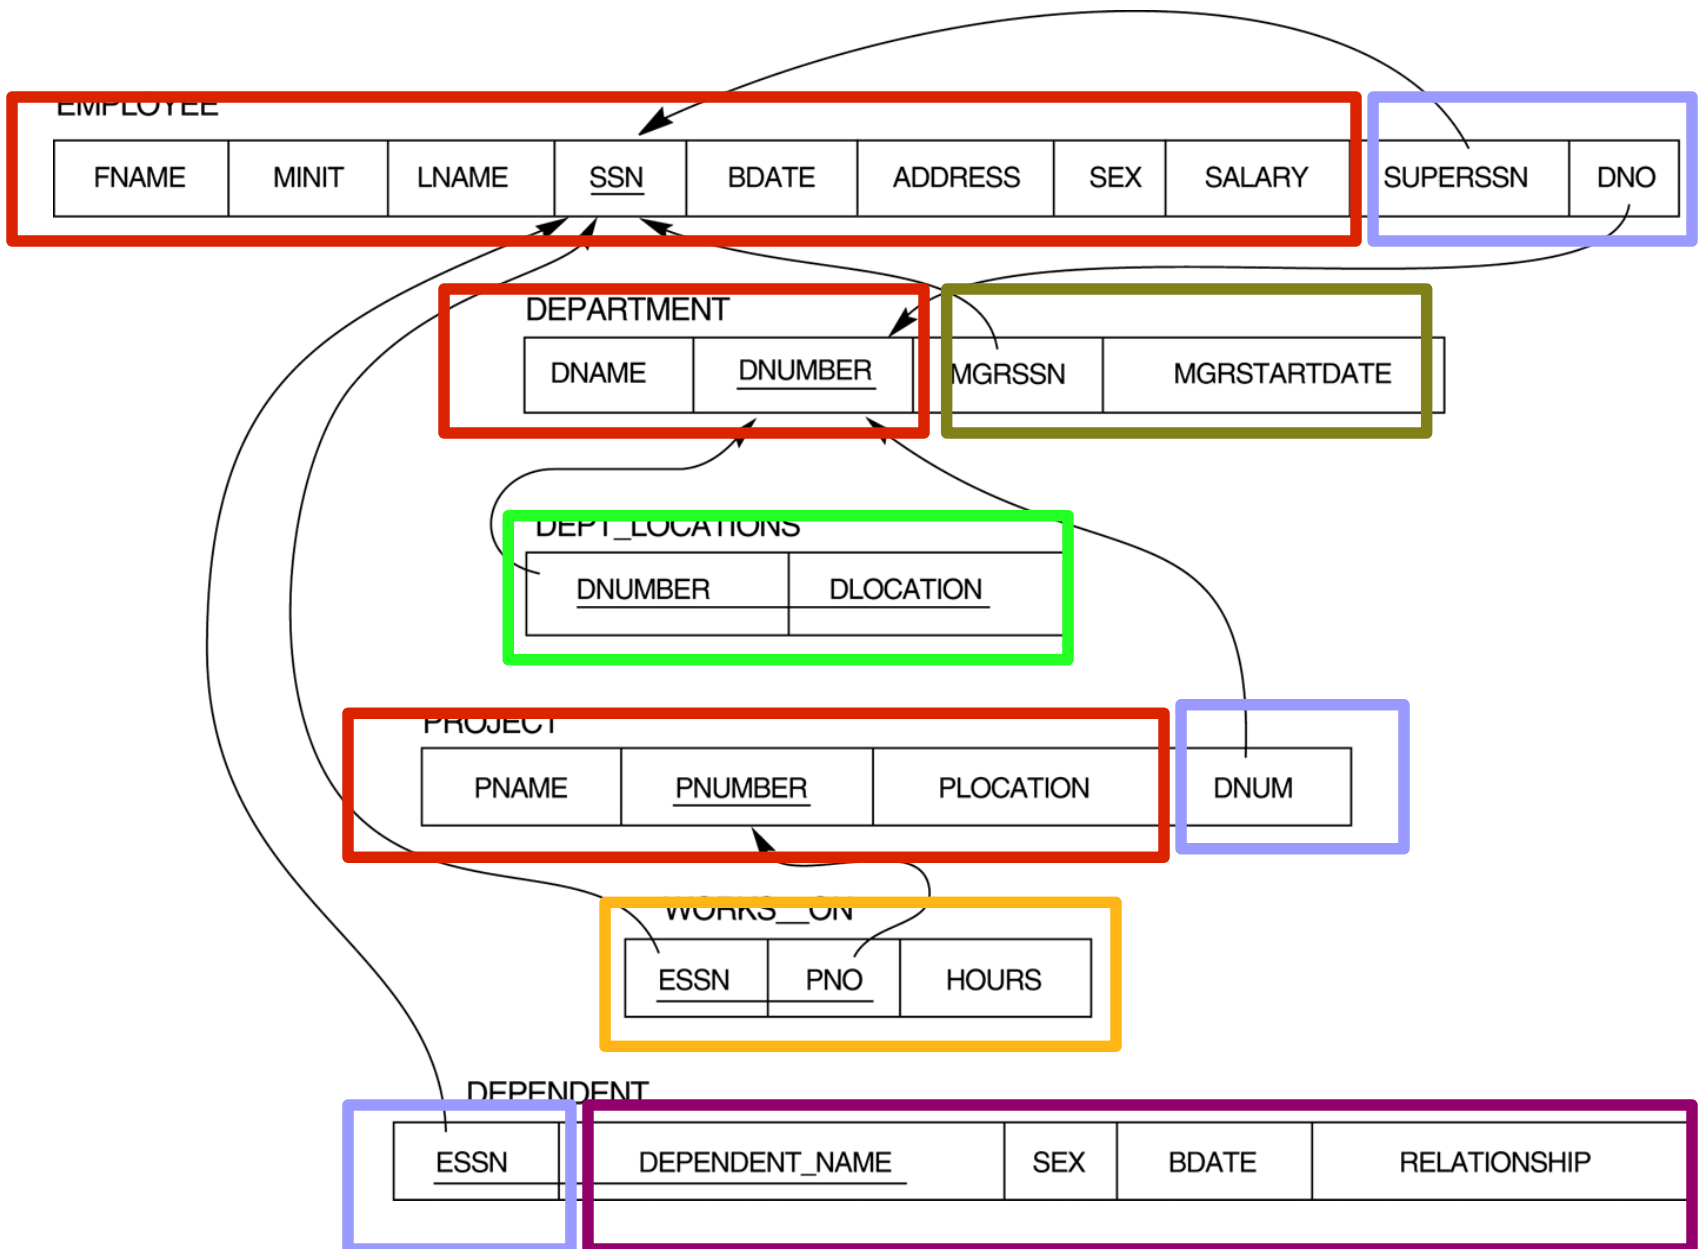 EMPLOYEE
FNAME MINIT LNAME SSN BDATE ADDRESS SEX SALARY SUPERSSN DNO
DEPARTMENT
DNAME DNUMBER MGRSSN MGRSTARTDATE
DEPT_LOCATIONS
DNUMBER DLOCATION
PROJECT
PNAME PNUMBER PLOCATION DNUM
WORKS_ON
ESSN PNO HOURS
DEPENDENT
ESSN DEPENDENT_NAME SEX BDATE RELATIONSHIP